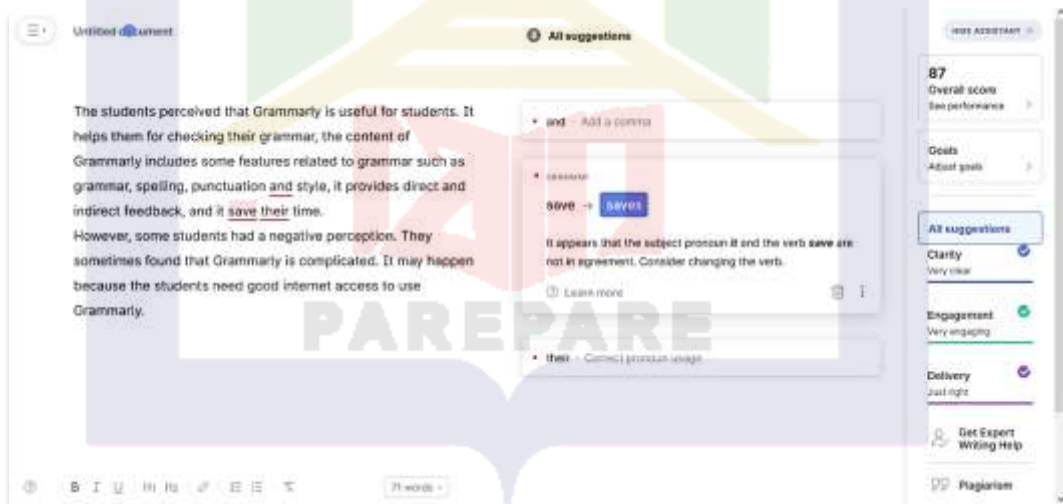 Untitled document
All suggestions
HIDE ASSISTANT
87
Overall score
See performance
Goals
Adjust goals
The students perceived that Grammarly is useful for students. It
helps them for checking their grammar, the content of
Grammarly includes some features related to grammar such as
grammar, spelling, punctuation and style, it provides direct and
indirect feedback, and it save their time.
However, some students had a negative perception. They
sometimes found that Grammarly is complicated. It may happen
because the students need good internet access to use
Grammarly.
and - Add a comma
save → saves
It appears that the subject pronoun it and the verb save are
not in agreement. Consider changing the verb.
Learn more
their - Correct pronoun usage
All suggestions
Clarity
Very clear
Engagement
Very engaging
Delivery
Just right
Get Expert
Writing Help
Plagiarism
B I U H1 H2
71 words
PAREPARE